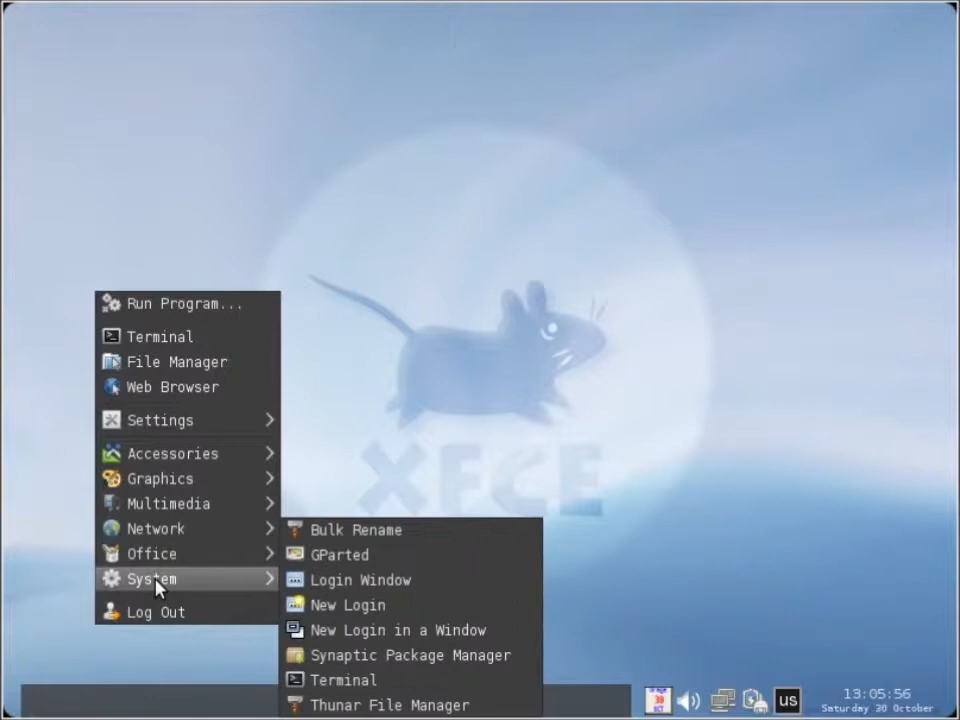 Run Program...
Terminal
File Manager
Web Browser
Settings
Accessories
Graphics
Multimedia
Network
Office
System
Log Out
Bulk Rename
GParted
Login Window
New Login
New Login in a Window
Synaptic Package Manager
Terminal
Thunar File Manager
XFCE
30
us
13:05:56
Saturday 30 October